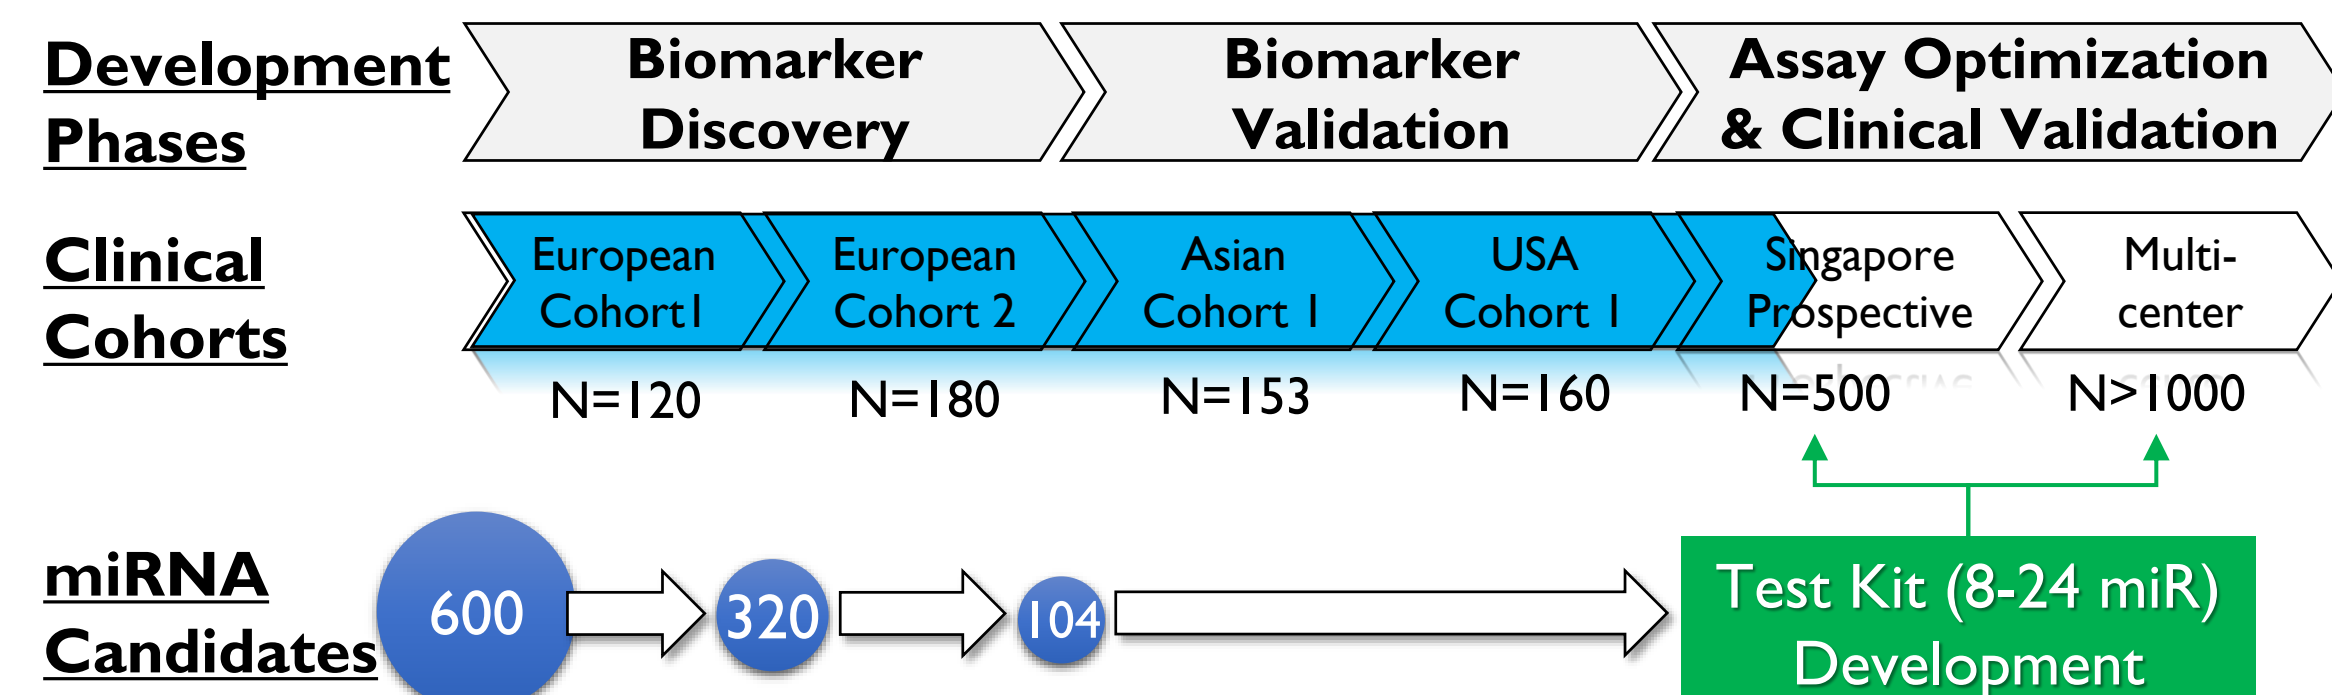 Development
Phases
Biomarker
Discovery
Biomarker
Validation
Assay Optimization
& Clinical Validation
Clinical
Cohorts
European
Cohort1
European
Cohort 2
Asian
Cohort 1
USA
Cohort 1
Singapore
Prospective
Multi-
center
N=120
N=180
N=153
N=160
N=500
N>1000
miRNA
Candidates
600
320
104
Test Kit (8-24 miR)
Development